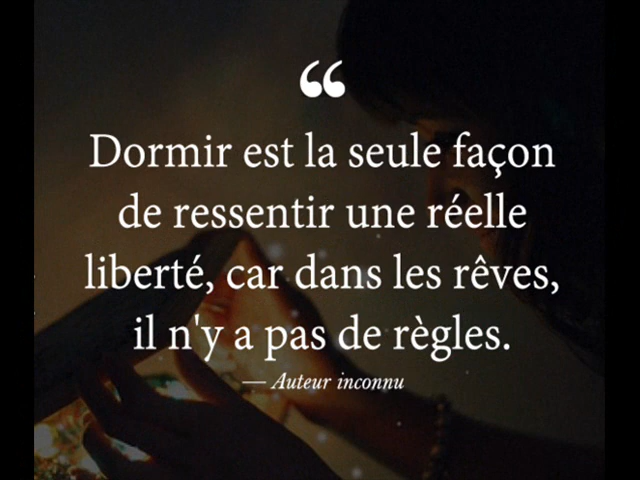 “
Dormir est la seule façon
de ressentir une réelle
liberté, car dans les rêves,
il n'y a pas de règles.
— Auteur inconnu